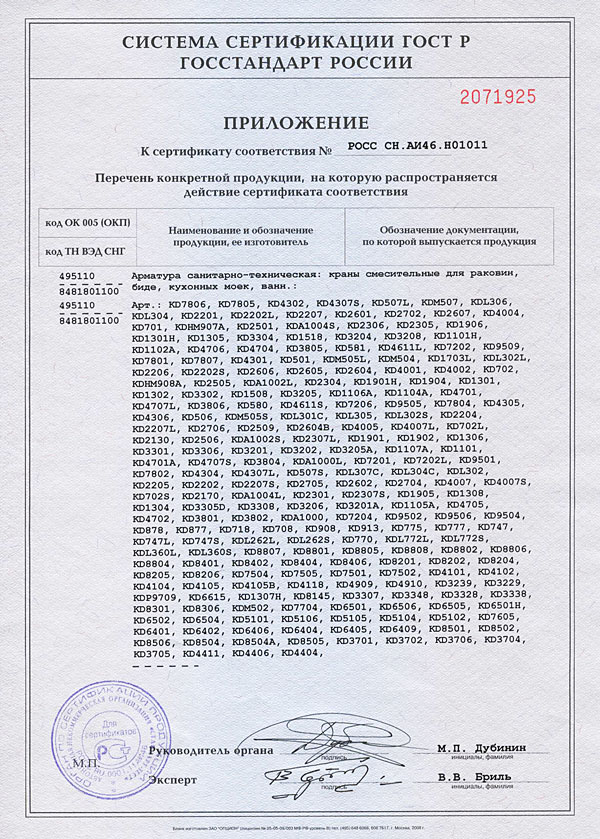 СИСТЕМА СЕРТИФИКАЦИИ ГОСТ Р
ГОССТАНДАРТ РОССИИ
2071925
ПРИЛОЖЕНИЕ
К сертификату соответствия № РОСС CH.АИ46.Н01011
Перечень конкретной продукции, на которую распространяется
действие сертификата соответствия
код ОК 005 (ОКП)
код ТН ВЭД СНГ
Наименование и обозначение
продукции, ее изготовитель
Обозначение документации,
по которой выпускается продукция
495110
8481801100
Арматура санитарно-техническая: краны смесительные для раковин,
биде, кухонных моек, ванн.:
495110
8481801100
Арт.: KD7806, KD7805, KD4302, KD4307S, KD507L, KDM507, KDL306,
KDL304, KD2201, KD2202L, KD2207, KD2601, KD2702, KD2607, KD4004,
KD701, KDHM907A, KD2501, KDA1004S, KD2306, KD2305, KD1906,
KD1301H, KD1305, KD3304, KD1518, KD3204, KD3208, KD1101H,
KD1102A, KD4706, KD4704, KD3805, KD581, KD4611L, KD7202, KD9509,
KD7801, KD7807, KD4301, KD501, KDM505L, KDM504, KD1703L, KDL302L,
KD2206, KD2202S, KD2606, KD2605, KD2604, KD4001, KD4002, KD702,
KDHM908A, KD2505, KDA1002L, KD2304, KD1901H, KD1904, KD1301,
KD1302, KD3302, KD1508, KD3205, KD1106A, KD1104A, KD4701,
KD4707L, KD3806, KD580, KD4611S, KD7206, KD9505, KD7804, KD4305,
KD4306, KD506, KDM505S, KDL301C, KDL305, KDL302S, KD2204,
KD2207L, KD2706, KD2509, KD2604B, KD4005, KD4007L, KD702L,
KD2130, KD2506, KDA1002S, KD2307L, KD1901, KD1902, KD1306,
KD3301, KD3306, KD3201, KD3202, KD3205A, KD1107A, KD1101,
KD4701A, KD4707S, KD3804, KDA1000L, KD7201, KD7202L, KD9501,
KD7802, KD4304, KD4307L, KD507S, KDL307C, KDL304C, KDL302,
KD2205, KD2202, KD2207S, KD2705, KD2602, KD2704, KD4007, KD4007S,
KD702S, KD2170, KDA1004L, KD2301, KD2307S, KD1905, KD1308,
KD1304, KD3305D, KD3308, KD3206, KD3201A, KD1105A, KD4705,
KD4702, KD3801, KD3802, KDA1000, KD7204, KD9502, KD9506, KD9504,
KD878, KD877, KD718, KD708, KD908, KD913, KD775, KD777, KD747,
KD747L, KD747S, KDL262L, KDL262S, KD770, KDL772L, KDL772S,
KDL360L, KDL360S, KD8807, KD8801, KD8805, KD8808, KD8802, KD8806,
KD8804, KD8401, KD8402, KD8404, KD8406, KD8201, KD8202, KD8204,
KD8205, KD8206, KD7504, KD7505, KD7501, KD7502, KD4101, KD4102,
KD4104, KD4105, KD4105B, KD4118, KD4909, KD4910, KD3239, KD3229,
KDP9709, KD6615, KD1307H, KD8145, KD3307, KD3348, KD3328, KD3338,
KD8301, KD8306, KDM502, KD7704, KD6501, KD6506, KD6505, KD6501H,
KD6502, KD6504, KD5101, KD5106, KD5105, KD5104, KD5102, KD7605,
KD6401, KD6402, KD6406, KD6404, KD6405, KD6409, KD8501, KD8502,
KD8506, KD8504, KD8504A, KD8505, KD3701, KD3702, KD3706, KD3704,
KD3705, KD4411, KD4406, KD4404,
Для
сертификатов
М.П.
Руководитель органа
подпись
М.П. Дубинин
инициалы, фамилия
Эксперт
подпись
В.В. Бриль
инициалы, фамилия